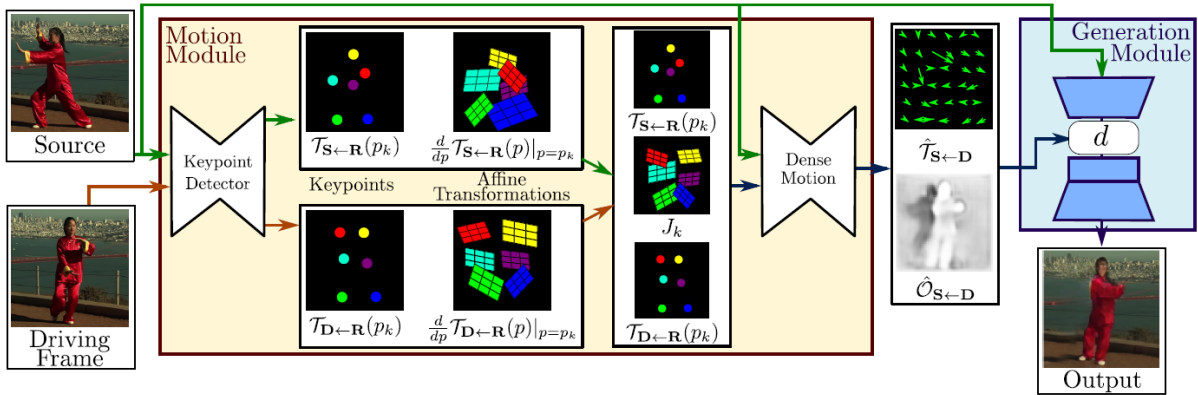 Source
Driving
Frame
Motion
Module
Keypoint
Detector
𝒯_{S←R}(p_k)
d/dp 𝒯_{S←R}(p)|_{p=p_k}
Keypoints
Affine
Transformations
𝒯_{D←R}(p_k)
d/dp 𝒯_{D←R}(p)|_{p=p_k}
𝒯_{S←R}(p_k)
J_k
𝒯_{D←R}(p_k)
Dense
Motion
𝒯̂_{S←D}
𝒪̂_{S←D}
Generation
Module
d
Output